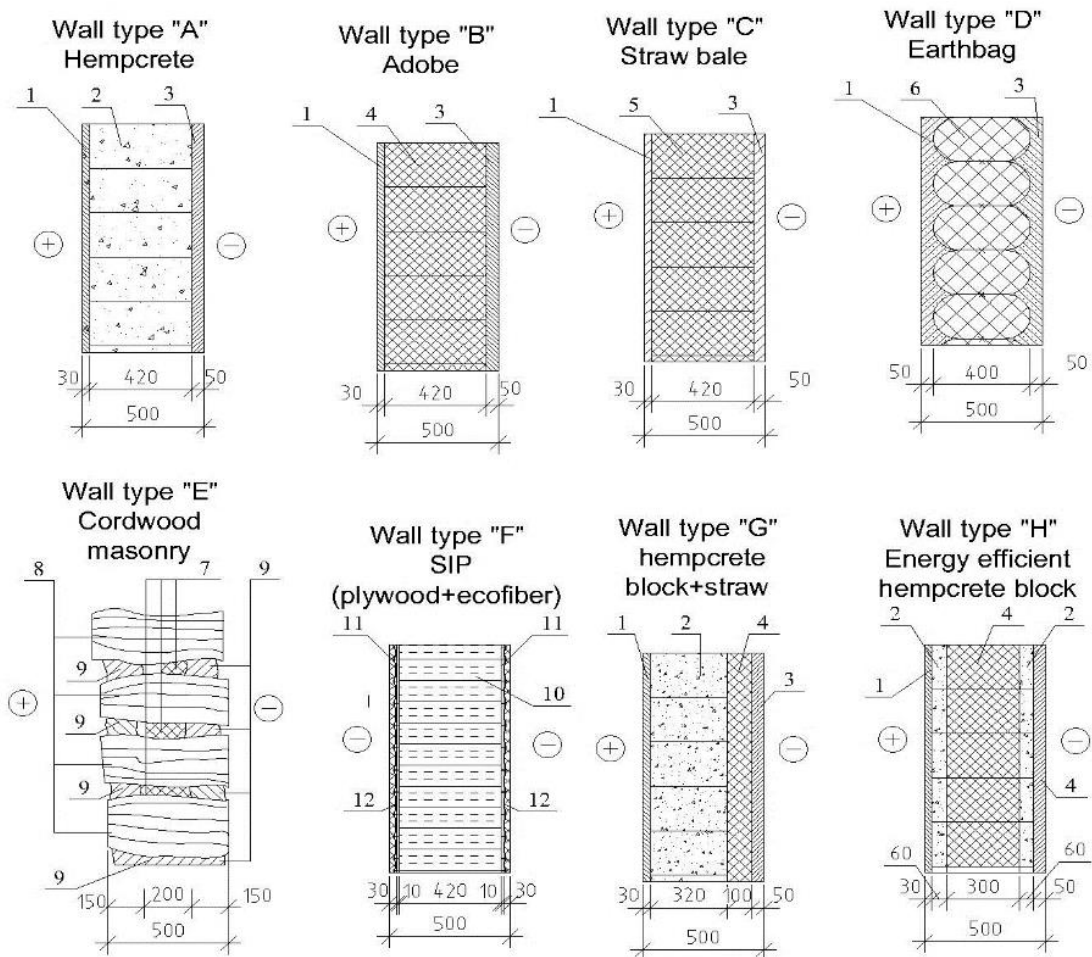 Wall type "A"
Hempcrete
1 2 3
+ −
30 420 50
500
Wall type "B"
Adobe
1 4 3
+ −
30 420 50
500
Wall type "C"
Straw bale
1 5 3
+ −
30 420 50
500
Wall type "D"
Earthbag
1 6 3
+ −
50 400 50
500
Wall type "E"
Cordwood
masonry
8 7 9
9
+ −
9
9
9
150 200 150
500
Wall type "F"
SIP
(plywood+ecofiber)
11 11
10
− −
12 12
30 10 420 10 30
500
Wall type "G"
hempcrete
block+straw
1 2 4
3
+ −
30 320 100 50
500
Wall type "H"
Energy efficient
hempcrete block
2 4 2
1
+ −
4
60 60
30 300 50
500